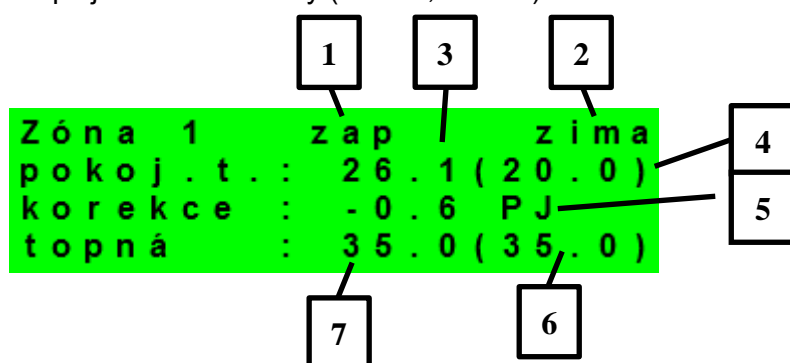 1 3 2
Zóna 1 zap zima
pokoj.t.: 26.1(20.0) 4
korekce : -0.6 PJ 5
topná : 35.0(35.0)
7 6